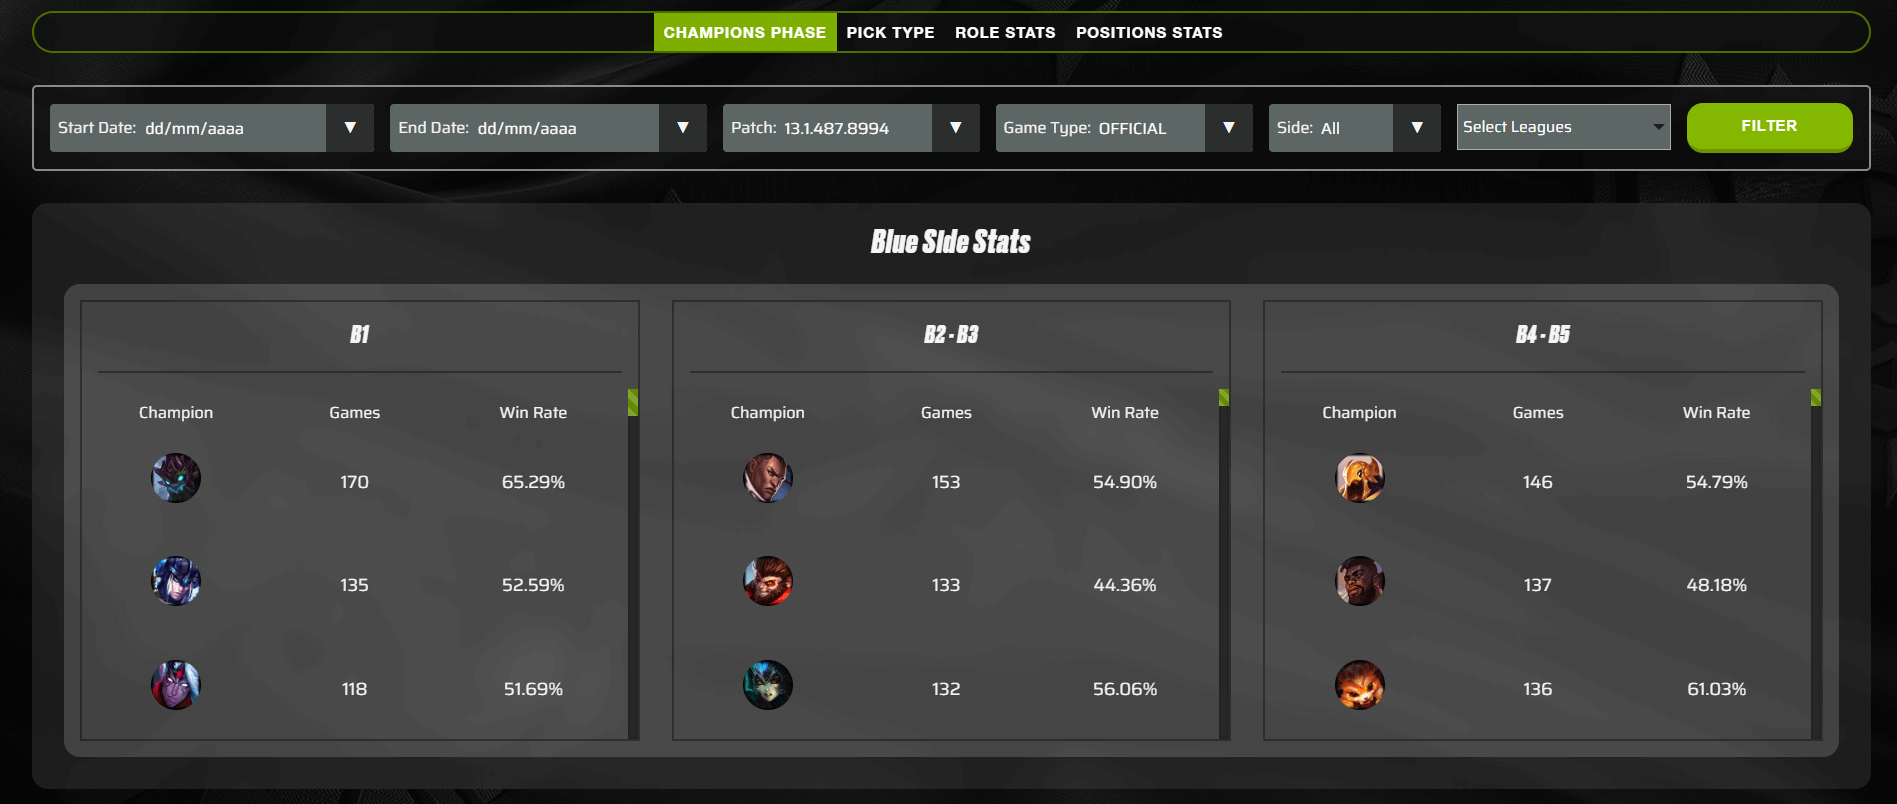 CHAMPIONS PHASE PICK TYPE ROLE STATS POSITIONS STATS
Start Date: dd/mm/aaaa ▼ End Date: dd/mm/aaaa ▼ Patch: 13.1.487.8994 ▼ Game Type: OFFICIAL ▼ Side: All ▼ Select Leagues FILTER
Blue SIde Stats
B1
Champion Games Win Rate
170 65.29%
135 52.59%
118 51.69%
B2 - B3
Champion Games Win Rate
153 54.90%
133 44.36%
132 56.06%
B4 - B5
Champion Games Win Rate
146 54.79%
137 48.18%
136 61.03%